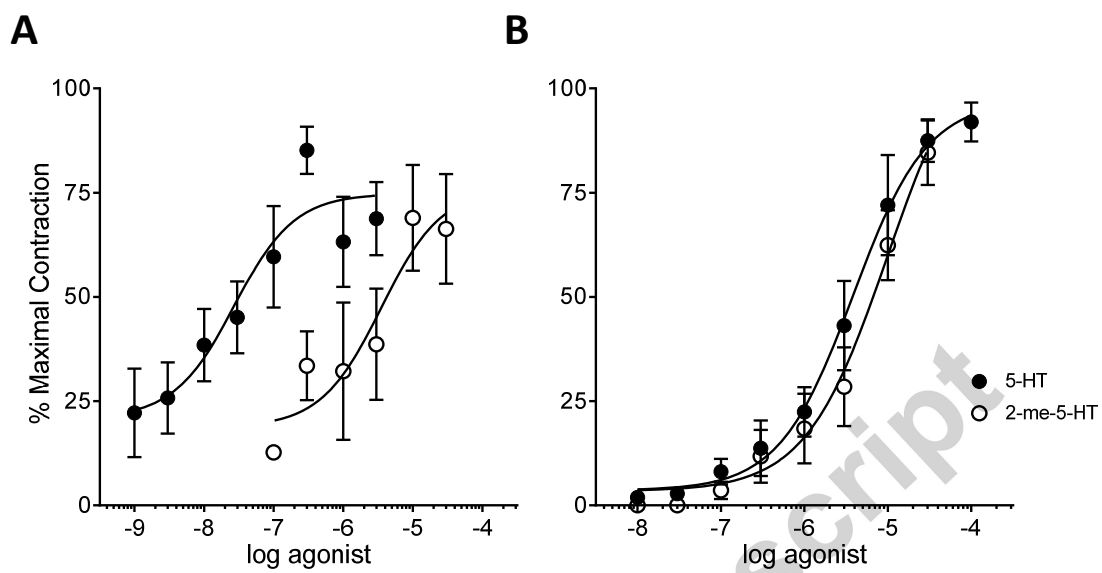 A B
100 100
75 75
50 50
25 25
0 0
% Maximal Contraction
-9 -8 -7 -6 -5 -4
log agonist
-8 -7 -6 -5 -4
log agonist
5-HT
2-me-5-HT
script